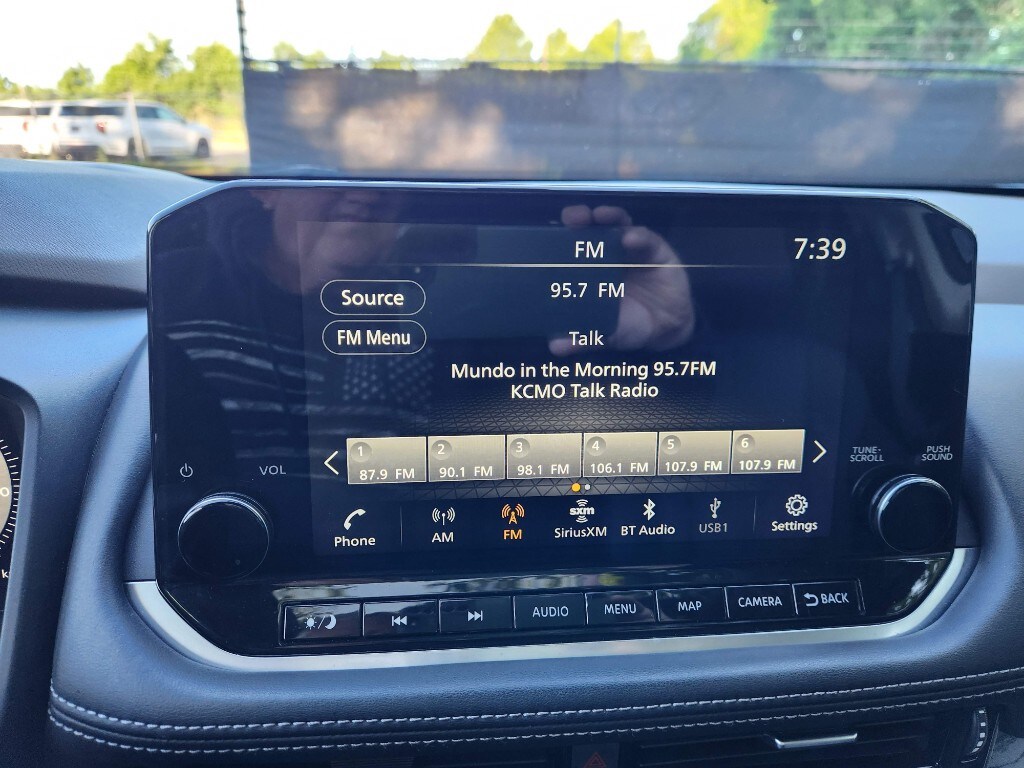 FM
7:39
Source
95.7 FM
FM Menu
Talk
Mundo in the Morning 95.7FM
KCMO Talk Radio
1
87.9 FM
2
90.1 FM
3
98.1 FM
4
106.1 FM
5
107.9 FM
6
107.9 FM
VOL
TUNE-
SCROLL
PUSH
SOUND
Phone
AM
FM
sxm
SiriusXM
BT Audio
USB1
Settings
AUDIO
MENU
MAP
CAMERA
BACK